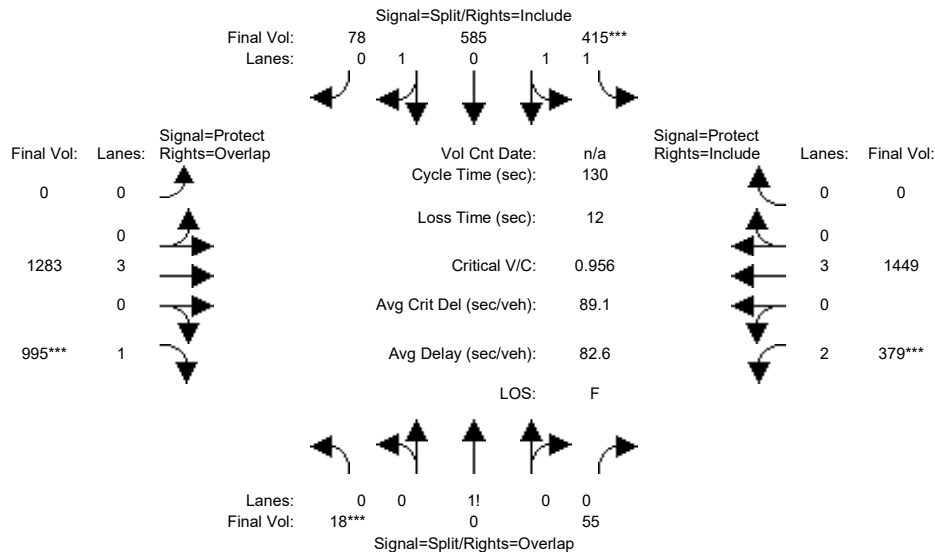 Signal=Split/Rights=Include
Final Vol: 78 585 415***
Lanes: 0 1 0 1 1
Signal=Protect
Final Vol: Lanes: Rights=Overlap
Vol Cnt Date: n/a
Signal=Protect
Rights=Include Lanes: Final Vol:
Cycle Time (sec): 130
0 0
0 0
Loss Time (sec): 12
0
0
1283 3
Critical V/C: 0.956
3 1449
0
Avg Crit Del (sec/veh): 89.1
0
995*** 1
Avg Delay (sec/veh): 82.6
2 379***
LOS: F
Lanes: 0 0 1! 0 0
Final Vol: 18*** 0 55
Signal=Split/Rights=Overlap